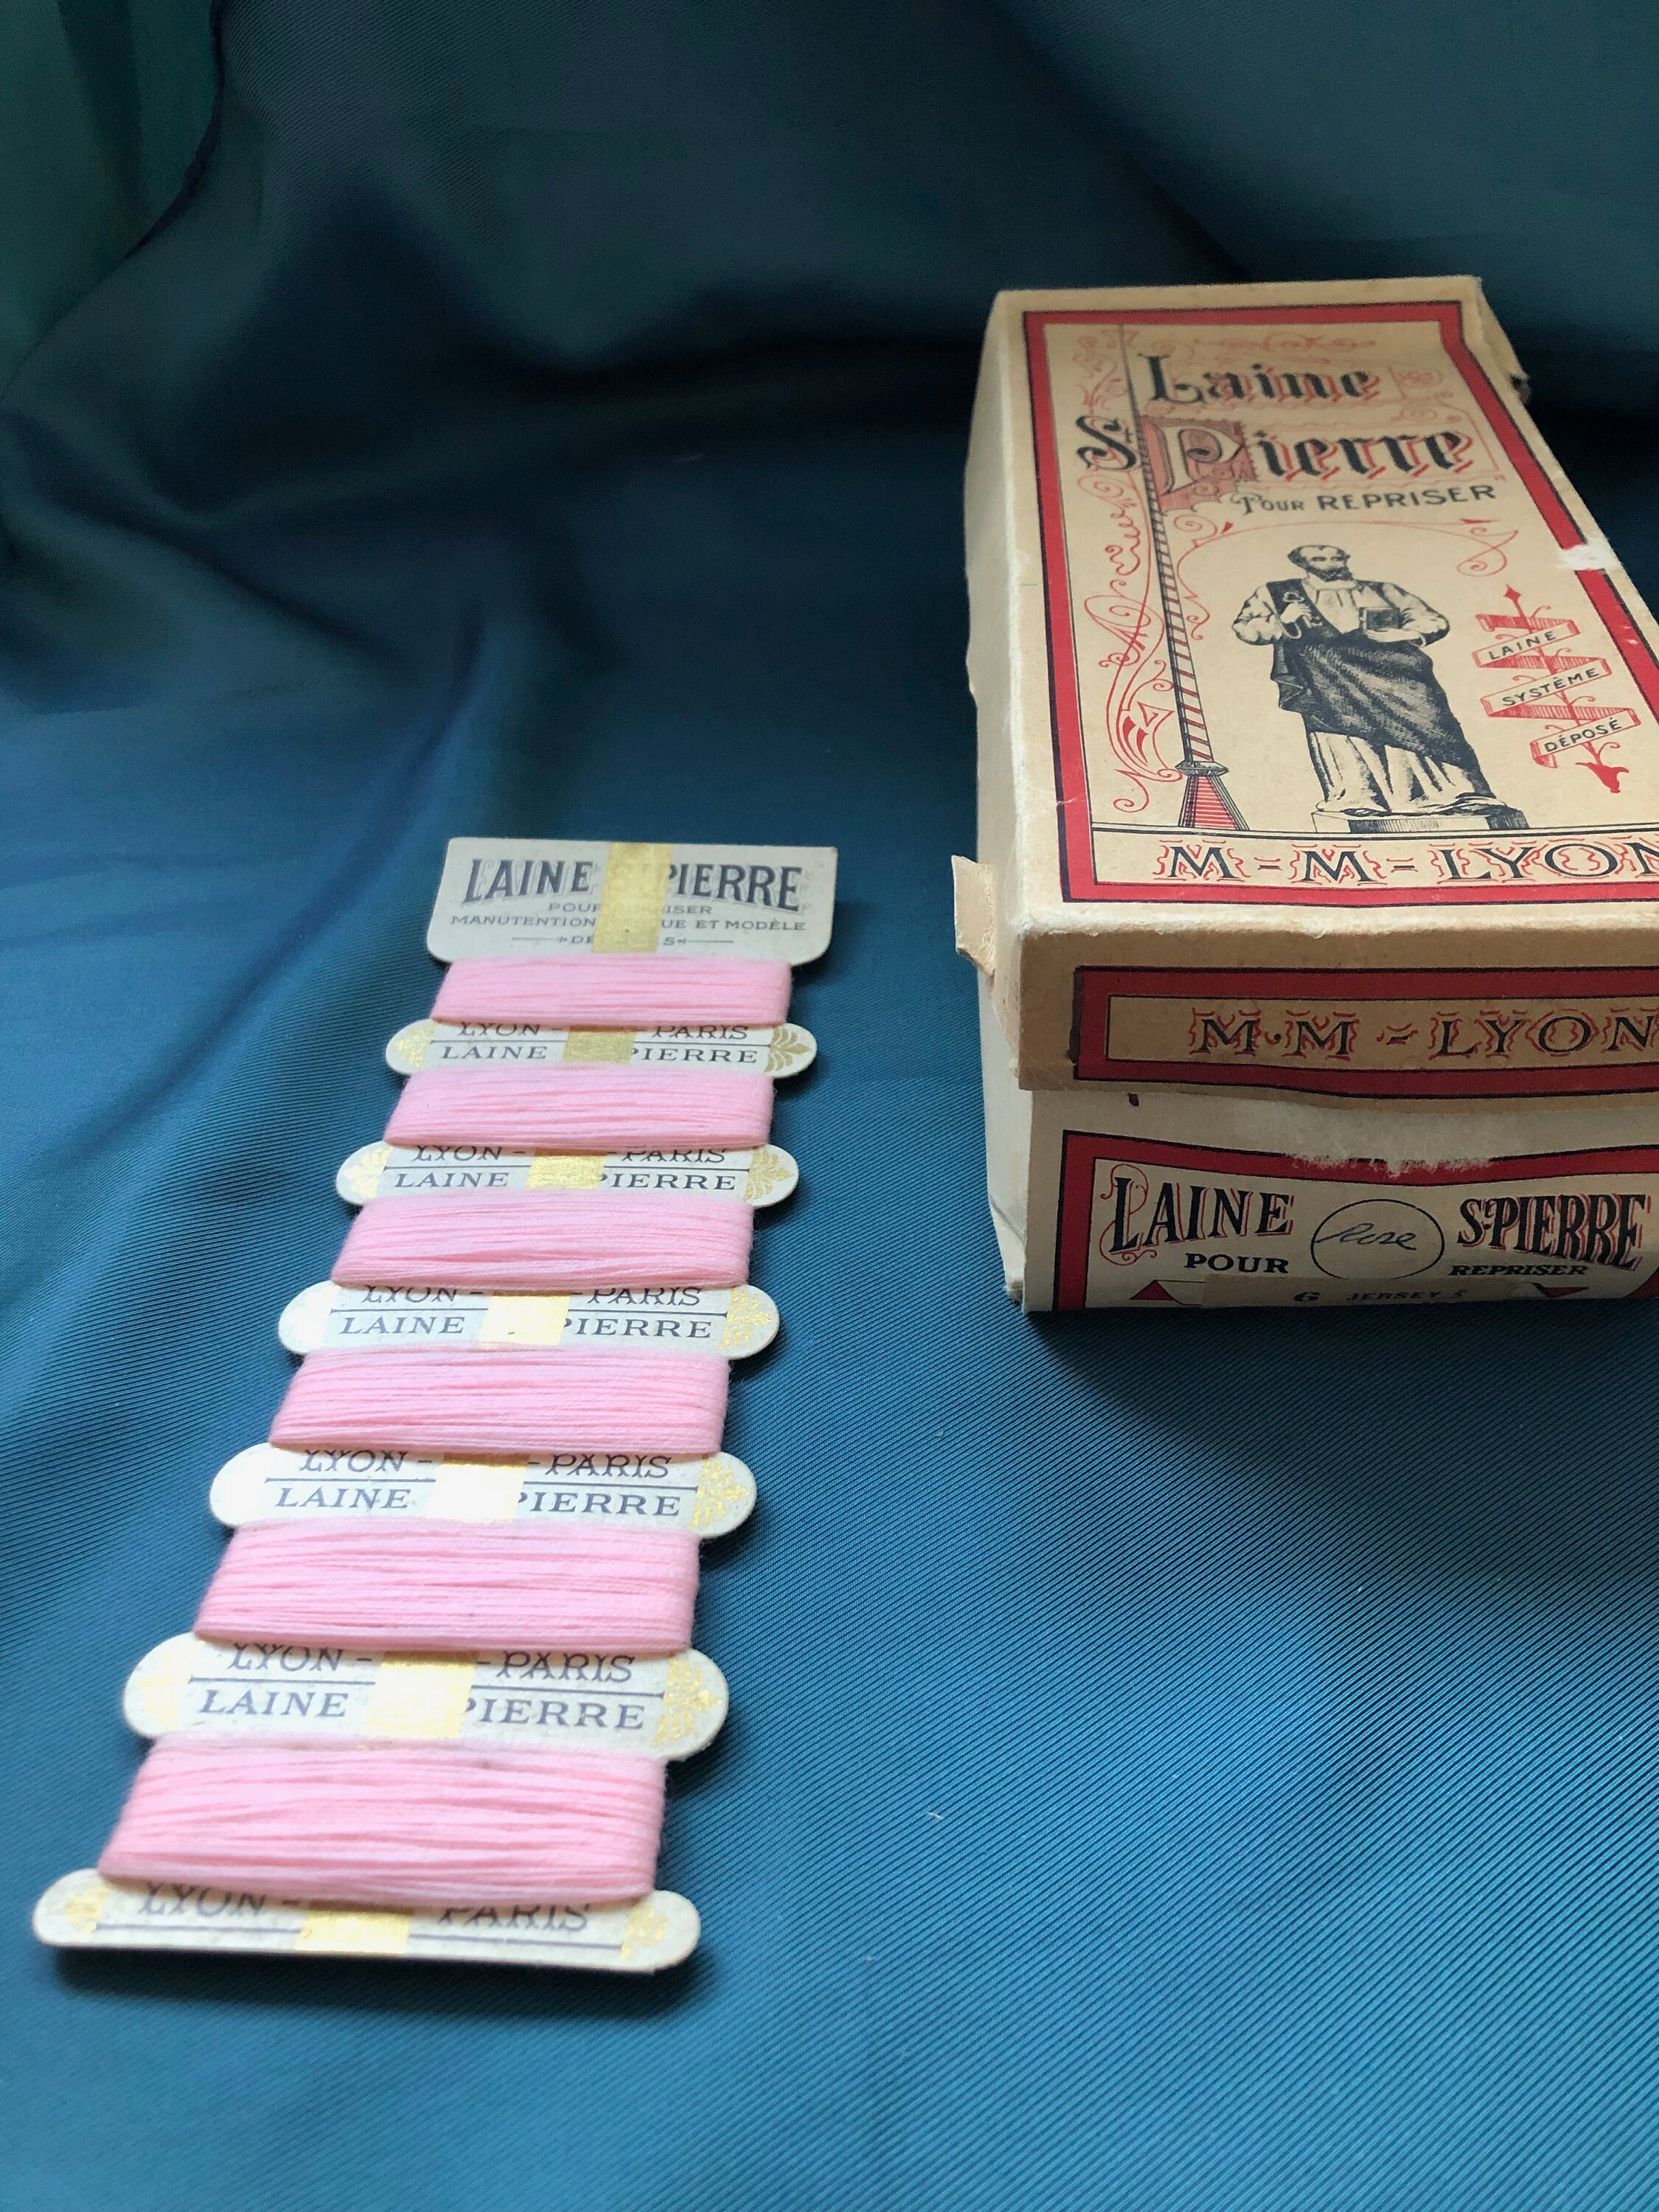 Laine
St Pierre
POUR REPRISER
LAINE
SYSTÈME
DÉPOSÉ
M-M-LYON
M.M-LYON
LAINE Rose St PIERRE
POUR REPRISER
6 JERSEY
LAINE PIERRE
MANUTENTION UE ET MODÈLE
LYON - PARIS
LAINE PIERRE
LYON - PARIS
LAINE PIERRE
LYON - PARIS
LAINE PIERRE
LYON - PARIS
LAINE PIERRE
LYON - PARIS
LAINE PIERRE
LYON - PARIS